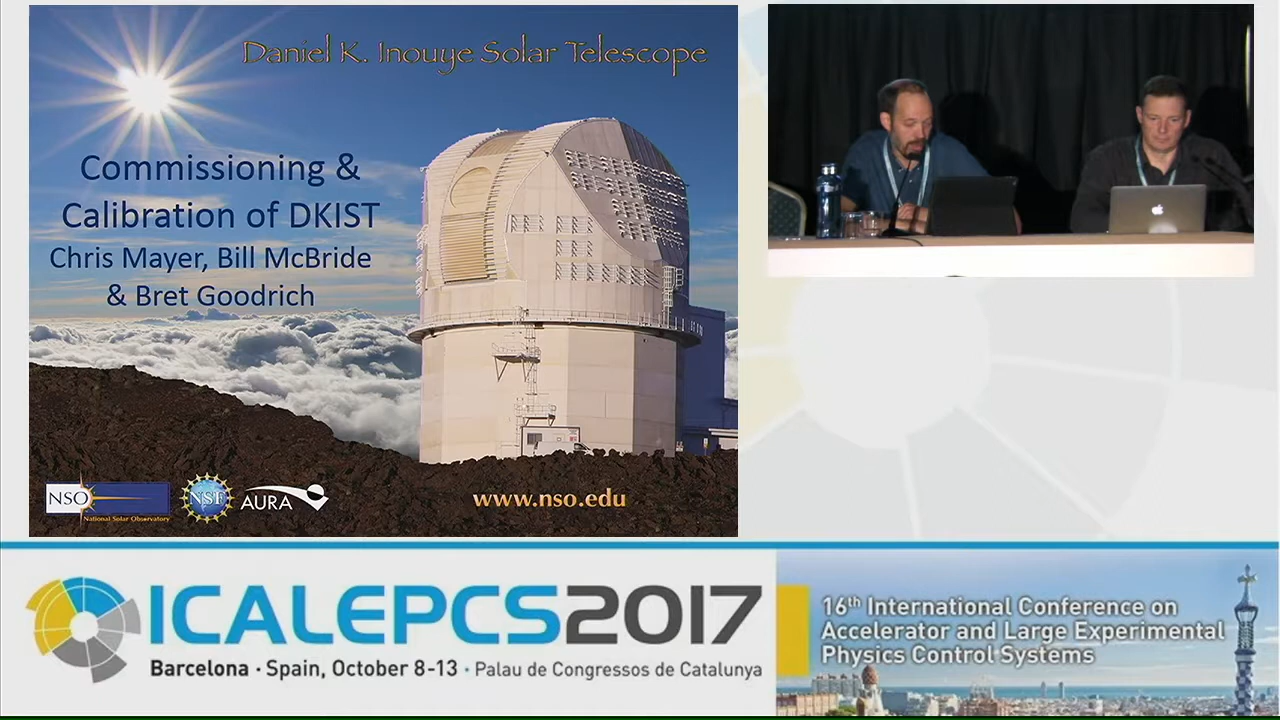 Daniel K. Inouye Solar Telescope
Commissioning &
Calibration of DKIST
Chris Mayer, Bill McBride
& Bret Goodrich
NSO
National Solar Observatory
NSF
AURA
www.nso.edu
ICALEPCS2017
Barcelona · Spain, October 8-13 · Palau de Congressos de Catalunya
16th International Conference on
Accelerator and Large Experimental
Physics Control Systems